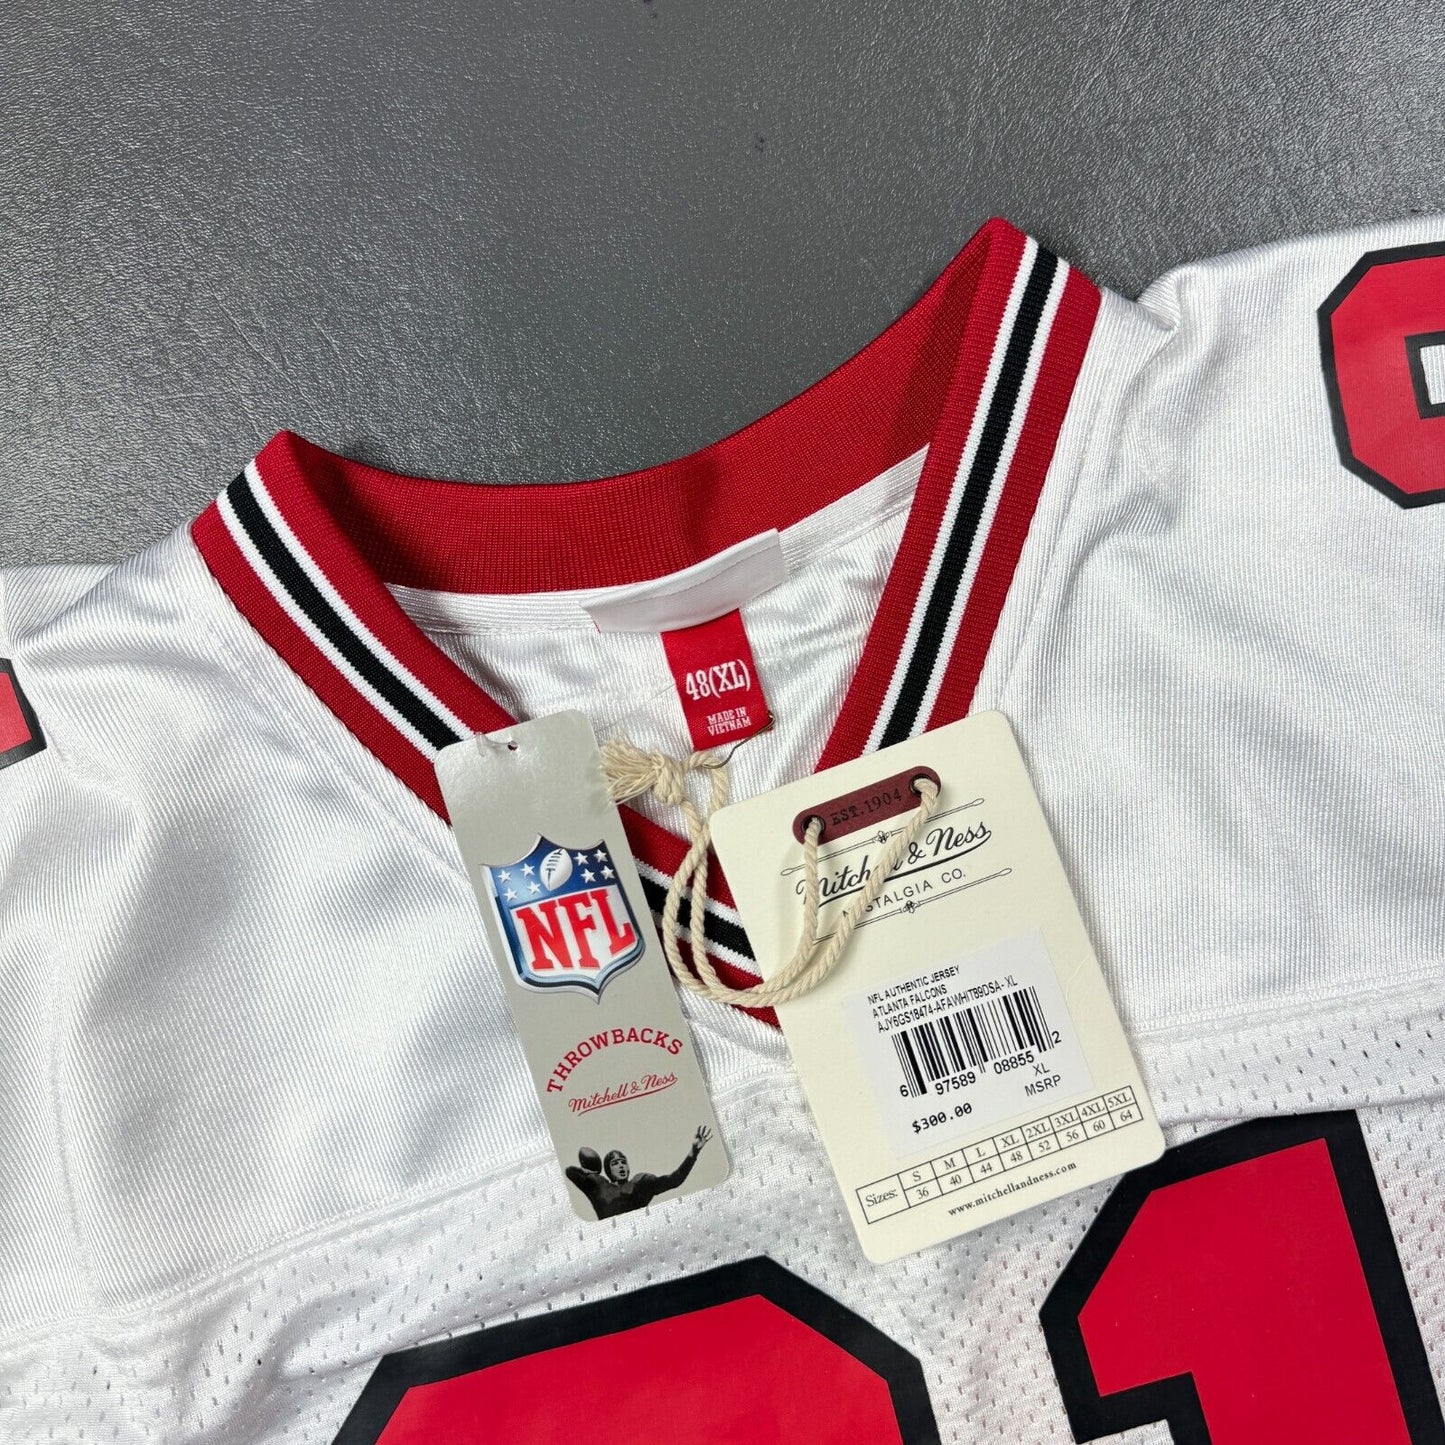 48(XL)
MADE IN
VIETNAM
NFL
THROWBACKS
Mitchell & Ness
EST. 1904
Mitchell & Ness
NOSTALGIA CO.
NFL AUTHENTIC JERSEY
ATLANTA FALCONS
AJY6GS18474-AFAWHIT89DSA- XL
6 97589 08855 2
XL
$300.00 MSRP
Sizes: S M L XL 2XL 3XL 4XL 5XL
36 40 44 48 52 56 60 64
www.mitchellandness.com